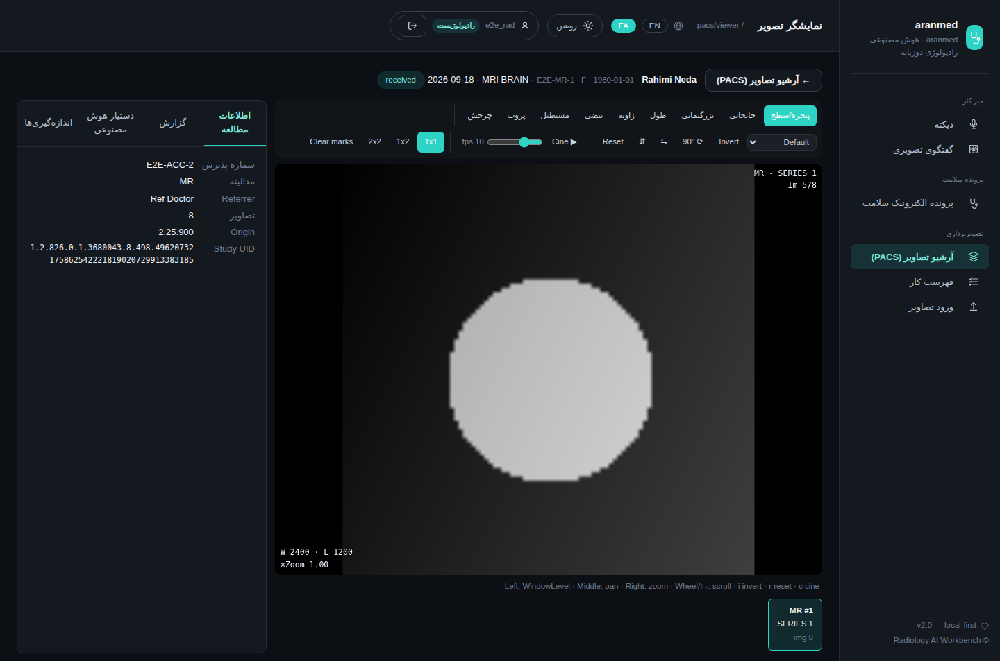 aranmed
aranmed · هوش مصنوعی
رادیولوژی دوزبانه
میز کار
دیکته
گفتگوی تصویری
پرونده سلامت
پرونده الکترونیک سلامت
تصویربرداری
آرشیو تصاویر (PACS)
فهرست کار
ورود تصاویر
v2.0 — local-first
Radiology AI Workbench ©
نمایشگر تصویر
pacs/viewer /
EN
FA
روشن
e2e_rad
رادیولوژیست
← آرشیو تصاویر (PACS)
Rahimi Neda · E2E-MR-1 · F · 1980-01-01 · MRI BRAIN · 2026-09-18
received
پنجره/سطح جابجایی بزرگنمایی طول زاویه بیضی مستطیل پروب چرخش
Default Invert 90° ⟳ ⇋ ⇵ Reset Cine ▶ fps 10 1x1 1x2 2x2 Clear marks
MR · SERIES 1
Im 5/8
W 2400 · L 1200
×Zoom 1.00
Left: WindowLevel · Middle: pan · Right: zoom · Wheel/↑↓: scroll · i invert · r reset · c cine
MR #1
SERIES 1
img 8
اطلاعات مطالعه
گزارش
دستیار هوش مصنوعی
اندازه‌گیری‌ها
شماره پذیرش E2E-ACC-2
مدالیته MR
Referrer Ref Doctor
تصاویر 8
Origin 2.25.900
Study UID 1.2.826.0.1.3680043.8.498.49620732
175862542221819020729913383185